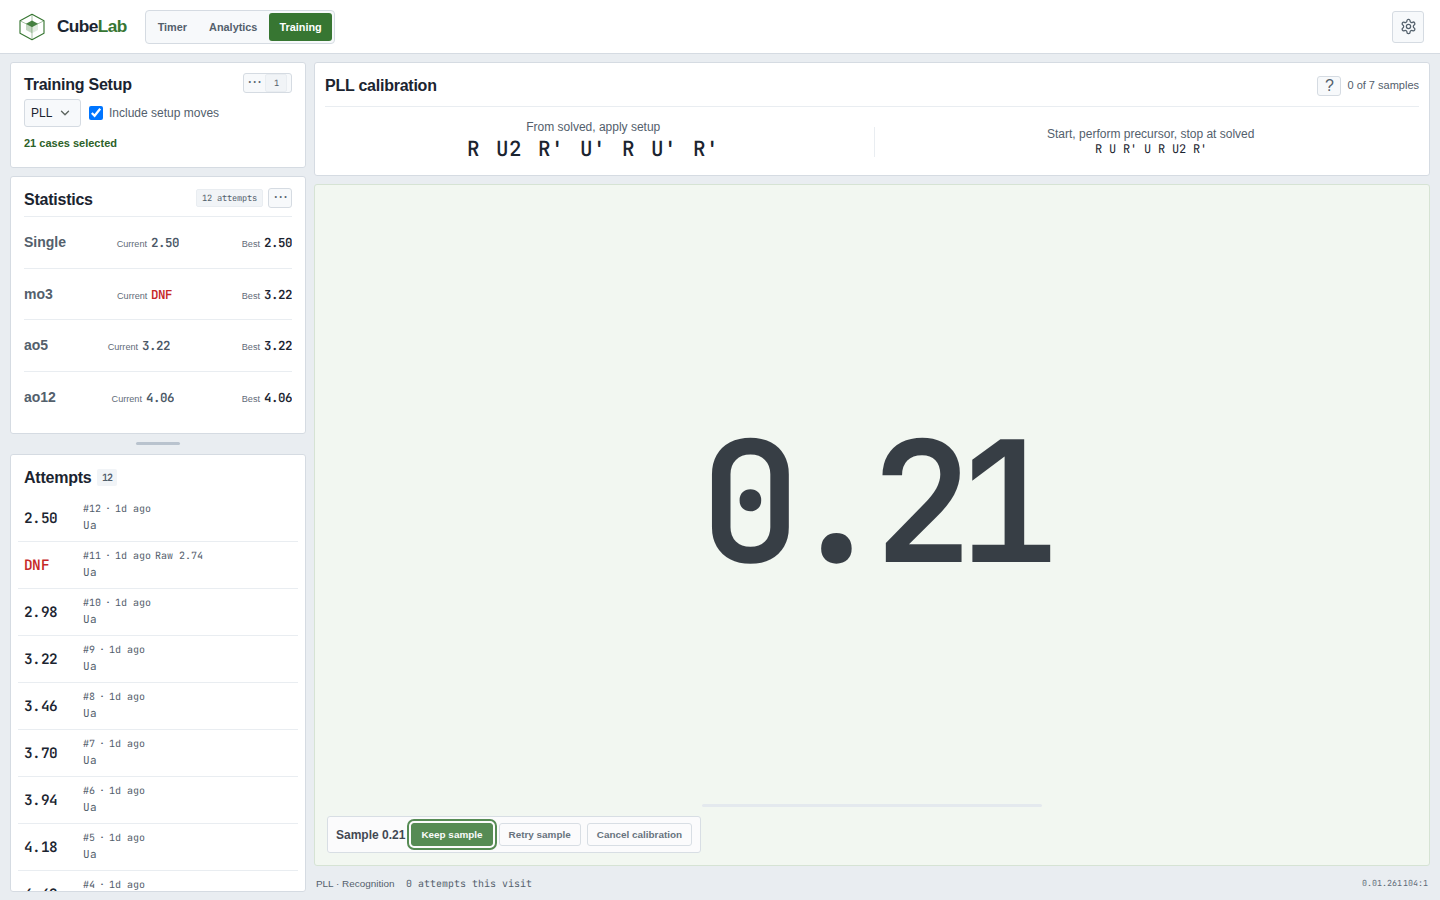 CubeLab
Timer Analytics Training
Training Setup ··· 1
PLL Include setup moves
21 cases selected
Statistics 12 attempts ···
Single Current 2.50 Best 2.50
mo3 Current DNF Best 3.22
ao5 Current 3.22 Best 3.22
ao12 Current 4.06 Best 4.06
Attempts 12
2.50 #12 · 1d ago
Ua
DNF #11 · 1d ago Raw 2.74
Ua
2.98 #10 · 1d ago
Ua
3.22 #9 · 1d ago
Ua
3.46 #8 · 1d ago
Ua
3.70 #7 · 1d ago
Ua
3.94 #6 · 1d ago
Ua
4.18 #5 · 1d ago
Ua
#4 · 1d ago
PLL calibration ? 0 of 7 samples
From solved, apply setup
R U2 R' U' R U' R'
Start, perform precursor, stop at solved
R U R' U R U2 R'
0.21
Sample 0.21 Keep sample Retry sample Cancel calibration
PLL · Recognition 0 attempts this visit
0.01.261104:1